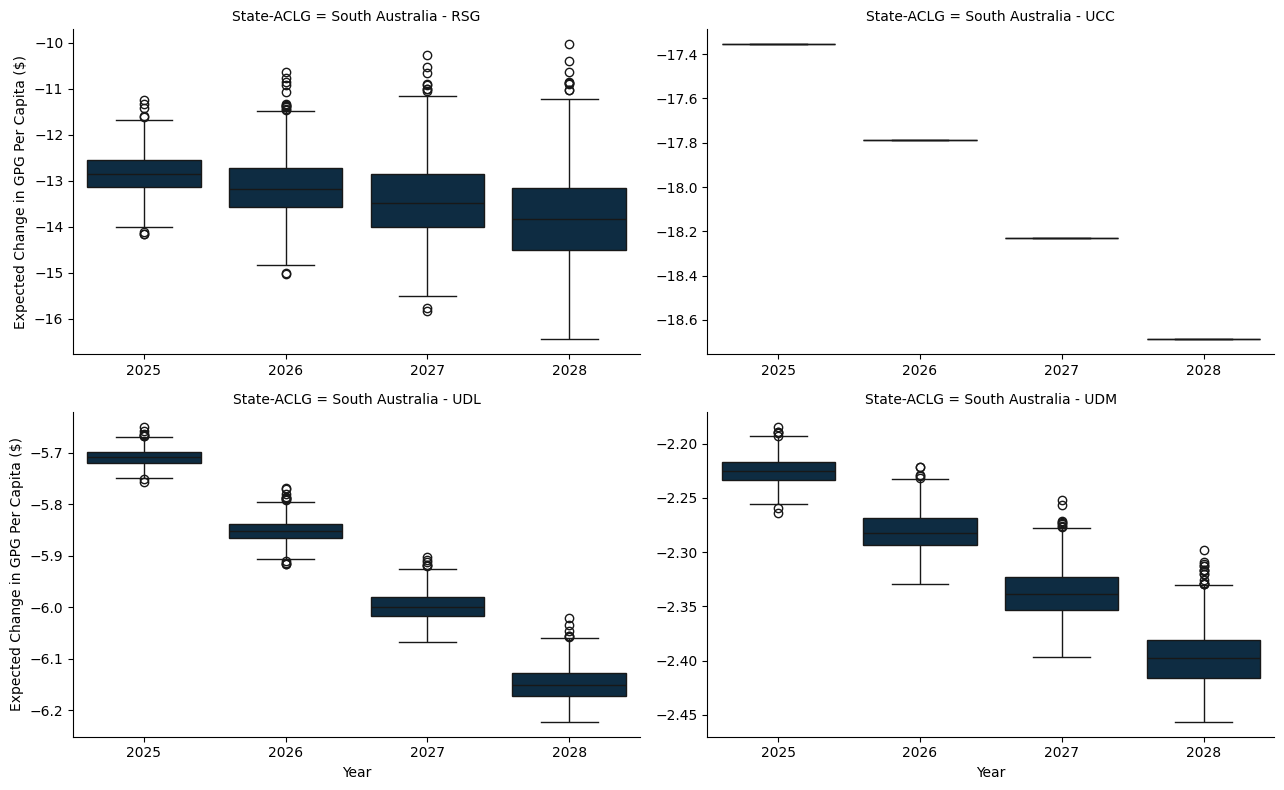 State-ACLG = South Australia - RSG
Expected Change in GPG Per Capita ($)
−10
−11
−12
−13
−14
−15
−16
2025 2026 2027 2028
State-ACLG = South Australia - UCC
−17.4
−17.6
−17.8
−18.0
−18.2
−18.4
−18.6
2025 2026 2027 2028
State-ACLG = South Australia - UDL
Expected Change in GPG Per Capita ($)
−5.7
−5.8
−5.9
−6.0
−6.1
−6.2
2025 2026 2027 2028
Year
State-ACLG = South Australia - UDM
−2.20
−2.25
−2.30
−2.35
−2.40
−2.45
2025 2026 2027 2028
Year